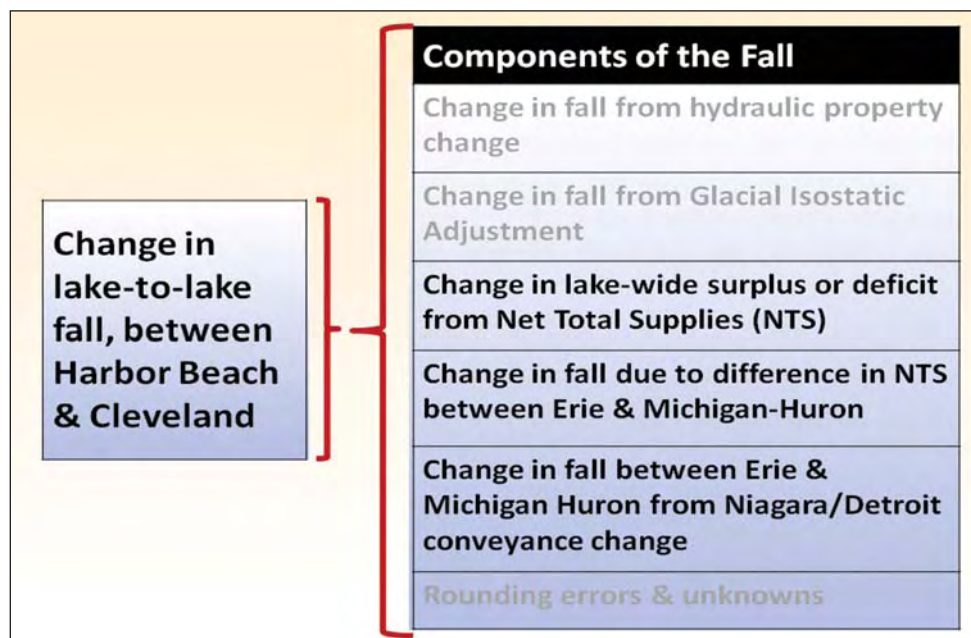 Components of the Fall
Change in fall from hydraulic property
change
Change in fall from Glacial Isostatic
Adjustment
Change in lake-wide surplus or deficit
from Net Total Supplies (NTS)
Change in fall due to difference in NTS
between Erie & Michigan-Huron
Change in fall between Erie &
Michigan Huron from Niagara/Detroit
conveyance change
Rounding errors & unknowns
Change in
lake-to-lake
fall, between
Harbor Beach
& Cleveland